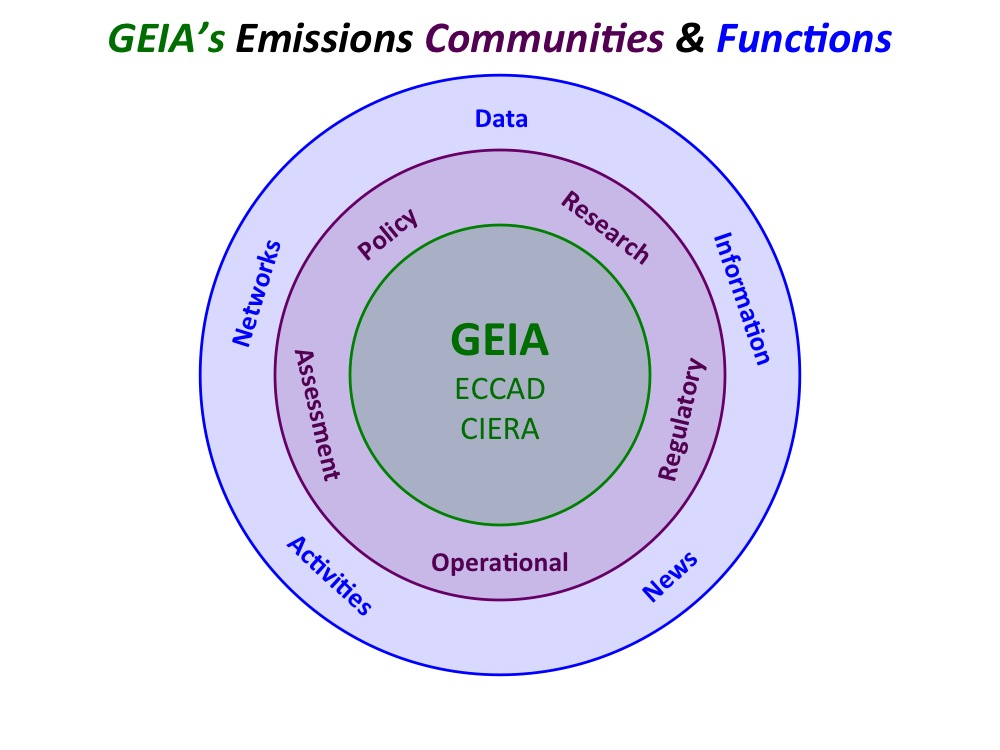 GEIA’s Emissions Communities & Functions
Data
Information
News
Activities
Networks
Policy
Research
Regulatory
Operational
Assessment
GEIA
ECCAD
CIERA